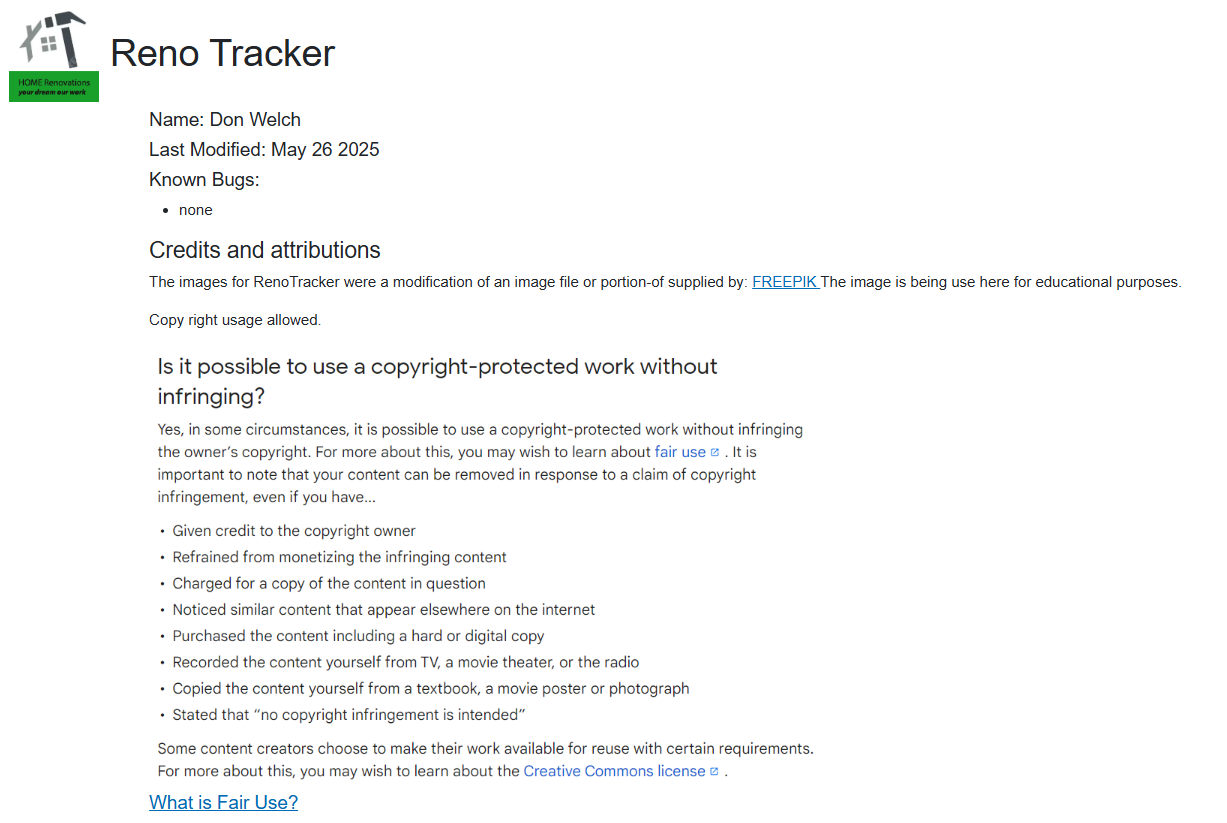 HOME Renovations
your dream our work
Reno Tracker
Name: Don Welch
Last Modified: May 26 2025
Known Bugs:
• none
Credits and attributions
The images for RenoTracker were a modification of an image file or portion-of supplied by: FREEPIK The image is being use here for educational purposes.
Copy right usage allowed.
Is it possible to use a copyright-protected work without
infringing?
Yes, in some circumstances, it is possible to use a copyright-protected work without infringing
the owner's copyright. For more about this, you may wish to learn about fair use . It is
important to note that your content can be removed in response to a claim of copyright
infringement, even if you have...
• Given credit to the copyright owner
• Refrained from monetizing the infringing content
• Charged for a copy of the content in question
• Noticed similar content that appear elsewhere on the internet
• Purchased the content including a hard or digital copy
• Recorded the content yourself from TV, a movie theater, or the radio
• Copied the content yourself from a textbook, a movie poster or photograph
• Stated that “no copyright infringement is intended”
Some content creators choose to make their work available for reuse with certain requirements.
For more about this, you may wish to learn about the Creative Commons license .
What is Fair Use?